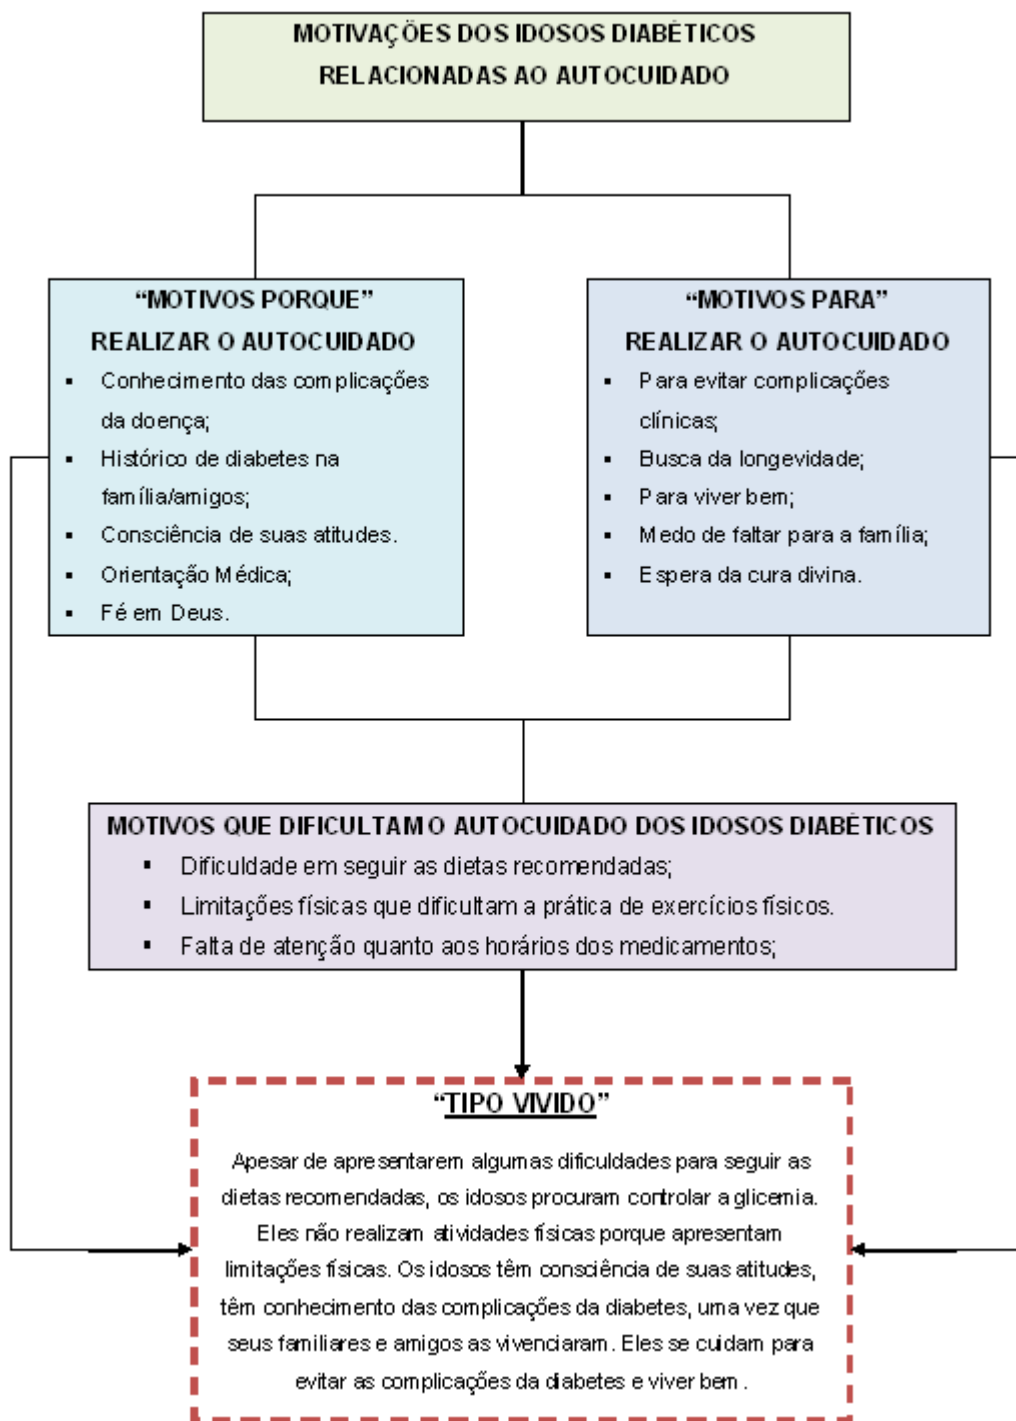 MOTIVAÇÕES DOS IDOSOS DIABÉTICOS
RELACIONADAS AO AUTOCUIDADO
“MOTIVOS PORQUE”
REALIZAR O AUTOCUIDADO
▪ Conhecimento das complicações
da doença;
▪ Histórico de diabetes na
família/amigos;
▪ Consciência de suas atitudes.
▪ Orientação Médica;
▪ Fé em Deus.
“MOTIVOS PARA”
REALIZAR O AUTOCUIDADO
▪ Para evitar complicações
clínicas;
▪ Busca da longevidade;
▪ Para viver bem;
▪ Medo de faltar para a família;
▪ Espera da cura divina.
MOTIVOS QUE DIFICULTAM O AUTOCUIDADO DOS IDOSOS DIABÉTICOS
▪ Dificuldade em seguir as dietas recomendadas;
▪ Limitações físicas que dificultam a prática de exercícios físicos.
▪ Falta de atenção quanto aos horários dos medicamentos;
“TIPO VIVIDO”
Apesar de apresentarem algumas dificuldades para seguir as
dietas recomendadas, os idosos procuram controlar a glicemia.
Eles não realizam atividades físicas porque apresentam
limitações físicas. Os idosos têm consciência de suas atitudes,
têm conhecimento das complicações da diabetes, uma vez que
seus familiares e amigos as vivenciaram. Eles se cuidam para
evitar as complicações da diabetes e viver bem.